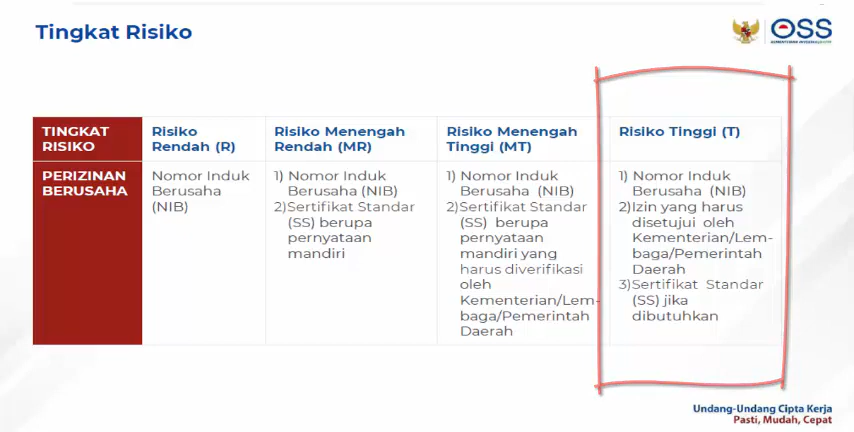 Tingkat Risiko
OSS
TINGKAT RISIKO
Risiko Rendah (R)
Risiko Menengah Rendah (MR)
Risiko Menengah Tinggi (MT)
Risiko Tinggi (T)
PERIZINAN BERUSAHA
Nomor Induk
Berusaha
(NIB)
1) Nomor Induk
Berusaha (NIB)
2)Sertifikat Standar
(SS) berupa
pernyataan
mandiri
1) Nomor Induk
Berusaha (NIB)
2)Sertifikat Standar
(SS) berupa
pernyataan
mandiri yang
harus diverifikasi
oleh
Kementerian/Lem-
baga/Pemerintah
Daerah
1) Nomor Induk
Berusaha (NIB)
2)Izin yang harus
disetujui oleh
Kementerian/Lem-
baga/Pemerintah
Daerah
3)Sertifikat Standar
(SS) jika
dibutuhkan
Undang-Undang Cipta Kerja
Pasti, Mudah, Cepat